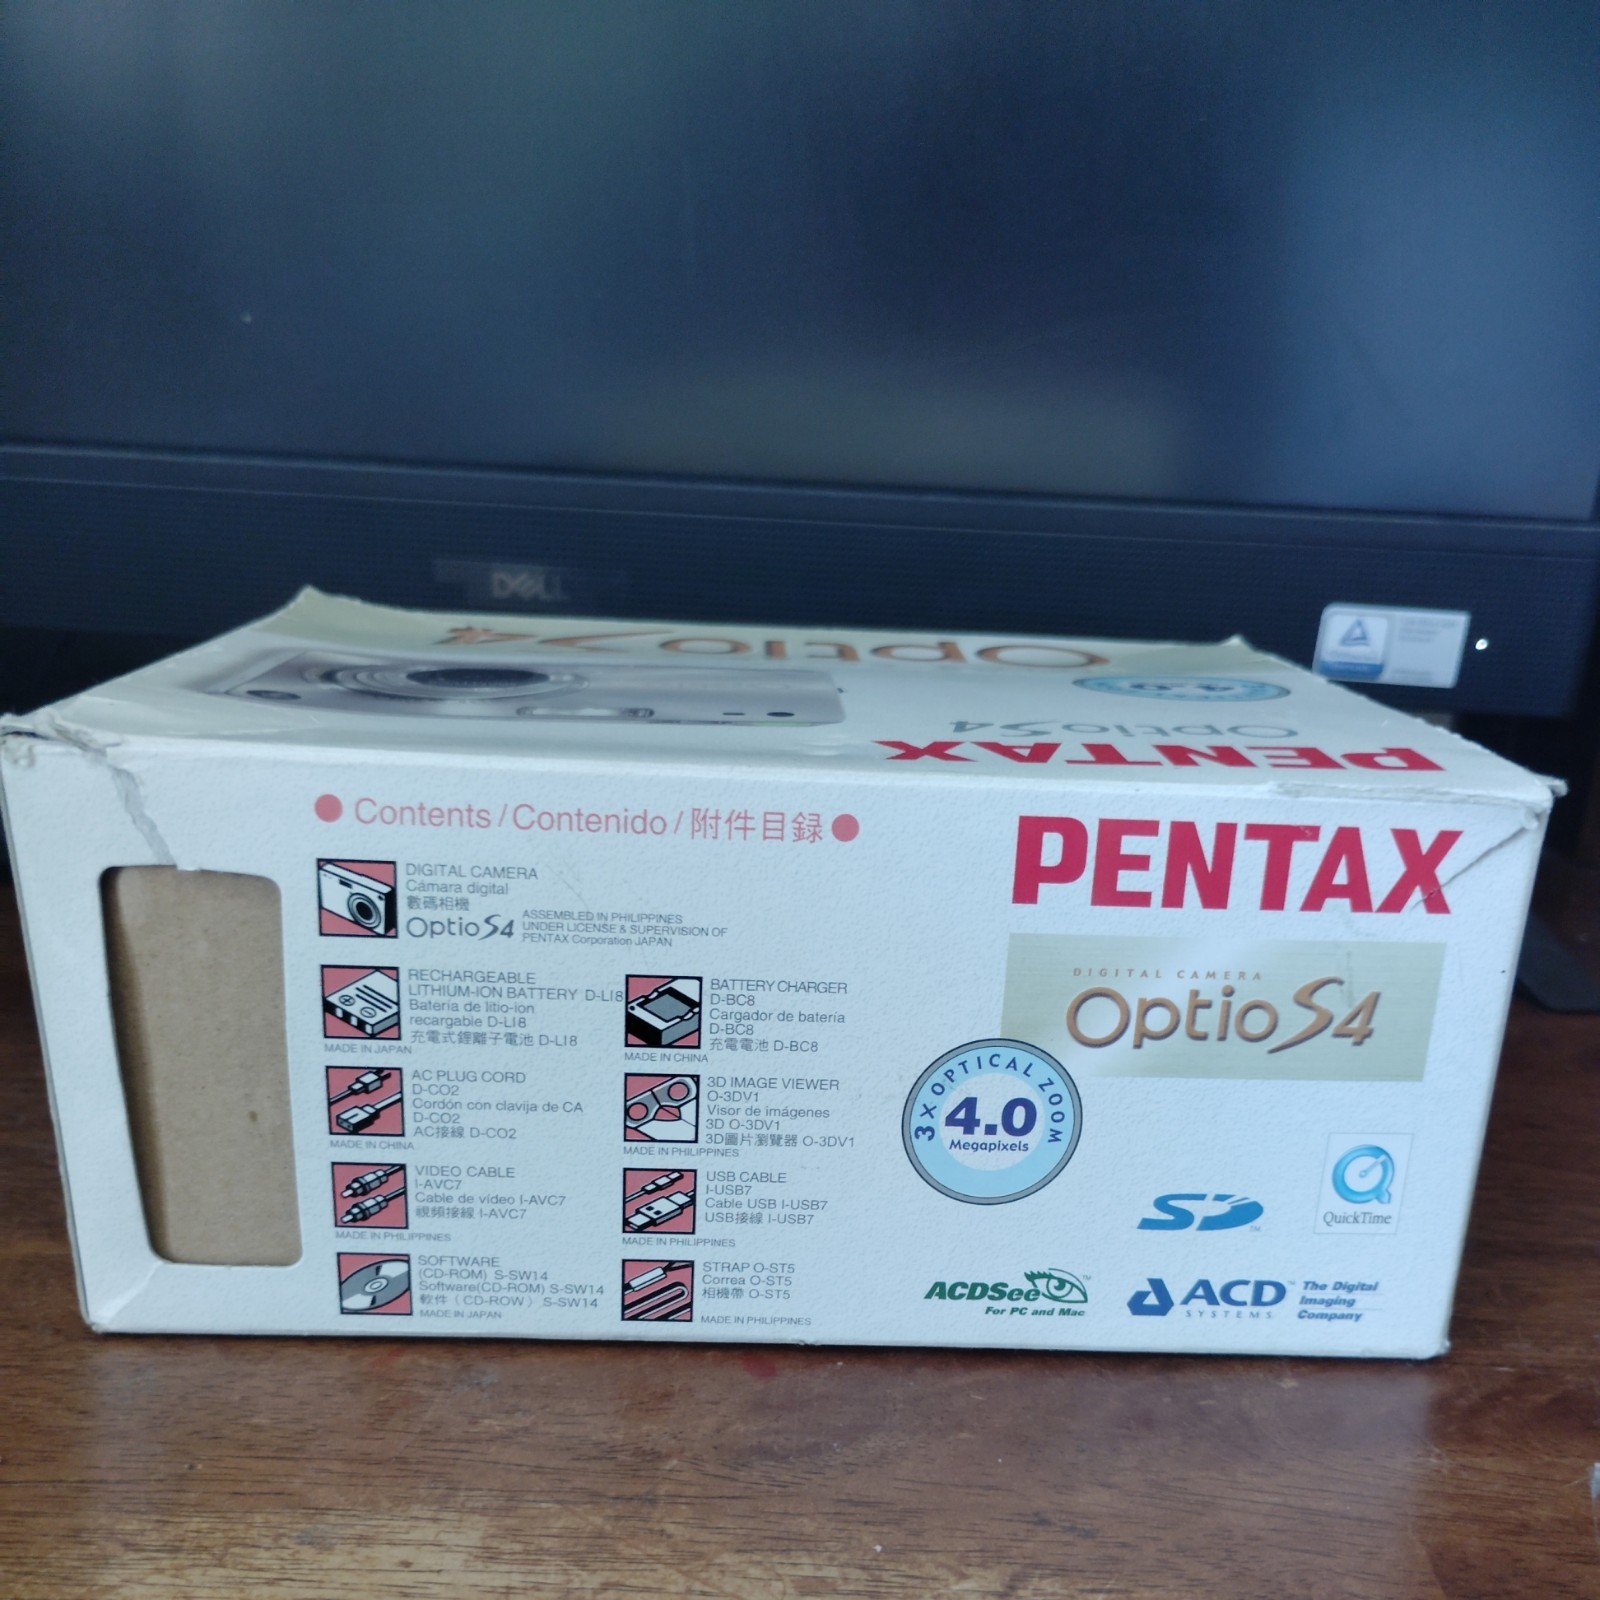 DELL
Optio S4
4.0
Optio S4
PENTAX
Contents / Contenido / 附件目録
DIGITAL CAMERA
Cámara digital
數碼相機
Optio S4
ASSEMBLED IN PHILIPPINES
UNDER LICENSE & SUPERVISION OF
PENTAX Corporation JAPAN
RECHARGEABLE
LITHIUM-ION BATTERY D-LI8
Batería de litio-ion
recargable D-LI8
充電式鋰離子電池 D-LI8
MADE IN JAPAN
BATTERY CHARGER
D-BC8
Cargador de batería
D-BC8
充電電池 D-BC8
MADE IN CHINA
AC PLUG CORD
D-CO2
Cordón con clavija de CA
D-CO2
AC接線 D-CO2
MADE IN CHINA
3D IMAGE VIEWER
O-3DV1
Visor de imágenes
3D O-3DV1
3D圖片瀏覽器 O-3DV1
MADE IN PHILIPPINES
VIDEO CABLE
I-AVC7
Cable de vídeo I-AVC7
視頻接線 I-AVC7
MADE IN PHILIPPINES
USB CABLE
I-USB7
Cable USB I-USB7
USB接線 I-USB7
MADE IN PHILIPPINES
SOFTWARE
(CD-ROM) S-SW14
Software(CD-ROM) S-SW14
軟件（CD-ROW）S-SW14
MADE IN JAPAN
STRAP O-ST5
Correa O-ST5
相機帶 O-ST5
MADE IN PHILIPPINES
PENTAX
DIGITAL CAMERA
Optio S4
3X OPTICAL ZOOM
4.0
Megapixels
SD
TM
QuickTime
ACDSee
For PC and Mac
ACD
SYSTEMS
The Digital
Imaging
Company